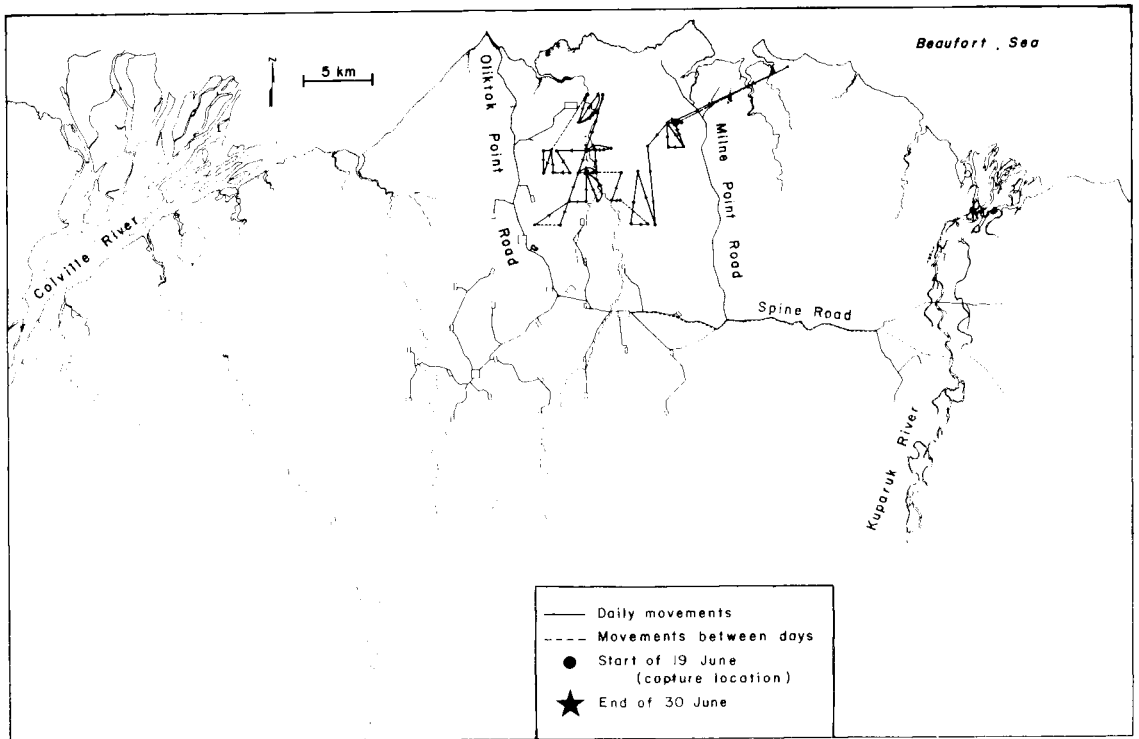 Beaufort Sea
N
5 km
Oliktok Point Road
Milne Point Road
Colville River
Spine Road
Kuparuk River
Daily movements
Movements between days
Start of 19 June
(capture location)
End of 30 June